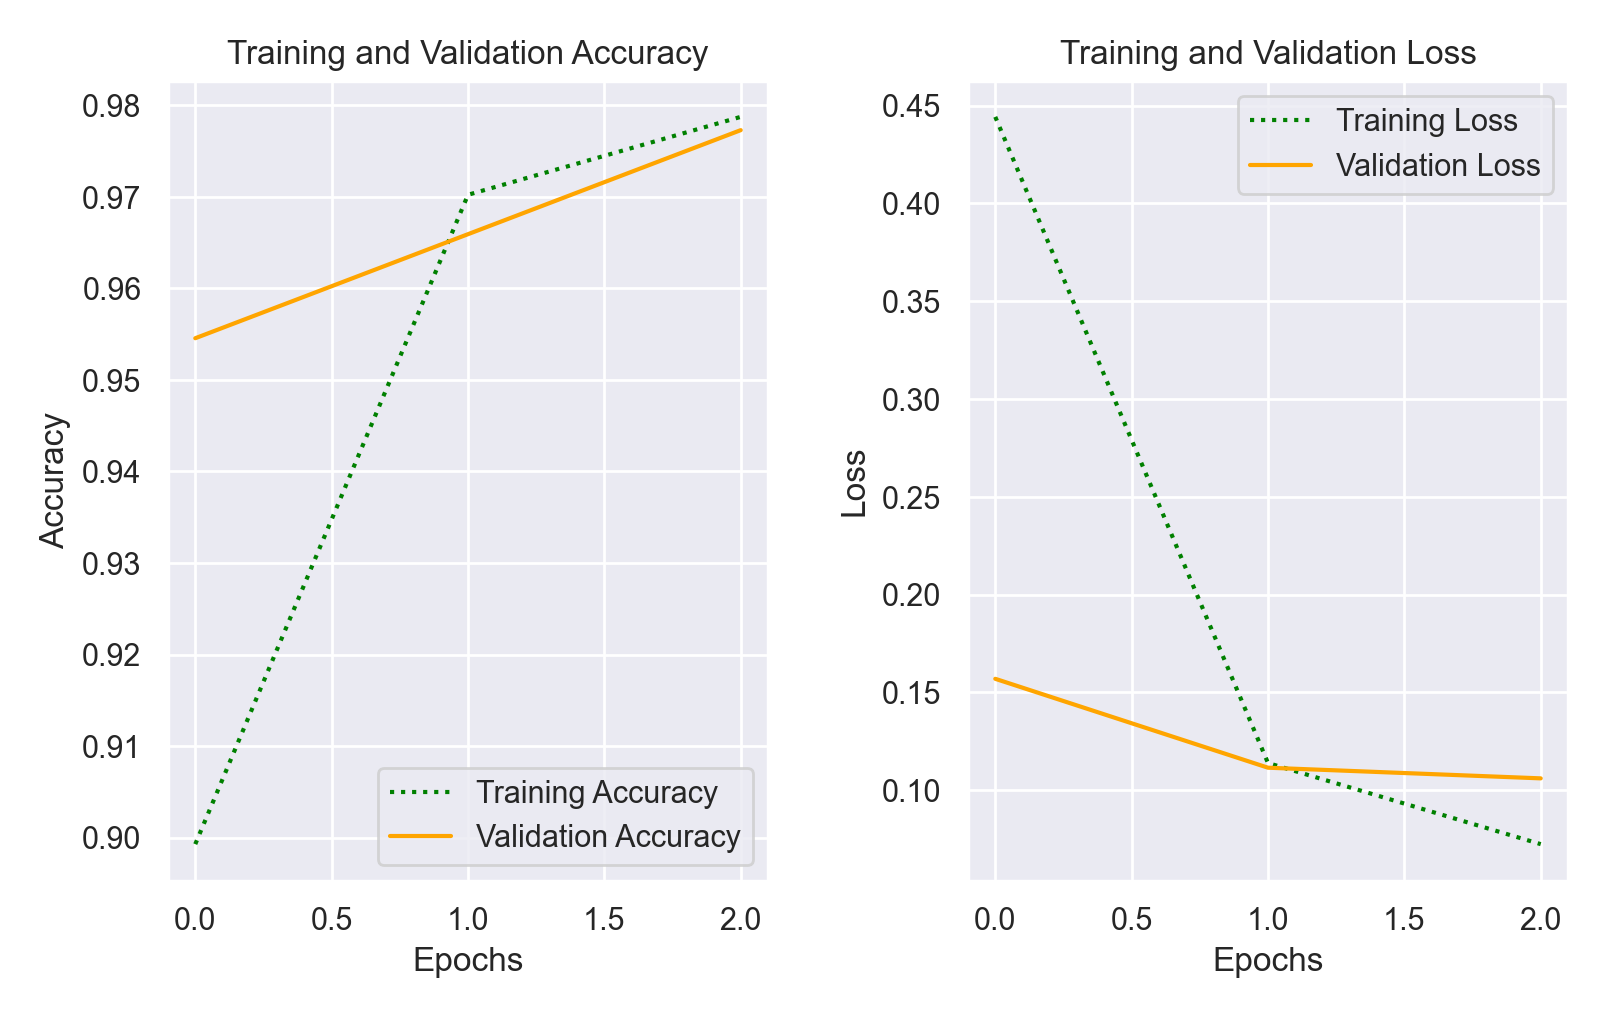 Training and Validation Accuracy
0.98
0.97
0.96
0.95
0.94
0.93
0.92
0.91
0.90
Accuracy
Training Accuracy
Validation Accuracy
0.0 0.5 1.0 1.5 2.0
Epochs
Training and Validation Loss
0.45
0.40
0.35
0.30
0.25
0.20
0.15
0.10
Loss
Training Loss
Validation Loss
0.0 0.5 1.0 1.5 2.0
Epochs